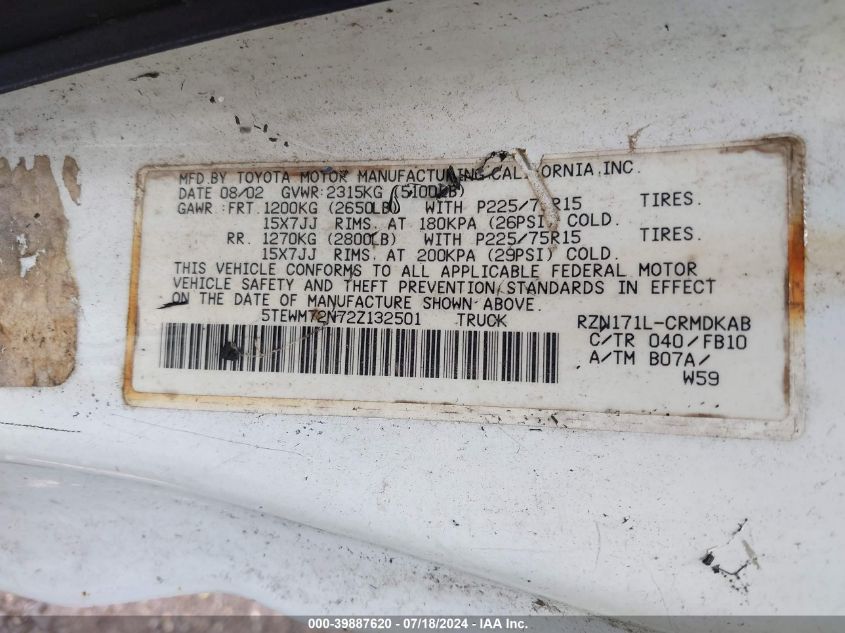 MFD BY TOYOTA MOTOR MANUFACTURING, CALIFORNIA, INC.
DATE 08/02 GVWR 2315KG (5100LB)
GAWR : FRT. 1200KG (2650LB) WITH P225/75R15 TIRES.
15X7JJ RIMS. AT 180KPA (26PSI) COLD.
RR. 1270KG (2800LB) WITH P225/75R15 TIRES.
15X7JJ RIMS. AT 200KPA (29PSI) COLD.
THIS VEHICLE CONFORMS TO ALL APPLICABLE FEDERAL MOTOR
VEHICLE SAFETY AND THEFT PREVENTION STANDARDS IN EFFECT
ON THE DATE OF MANUFACTURE SHOWN ABOVE.
5TEWM72N72Z132501 TRUCK RZN171L-CRMDKAB
C/TR 040/FB10
A/TM B07A/
W59
000-39887620 - 07/18/2024 - IAA Inc.